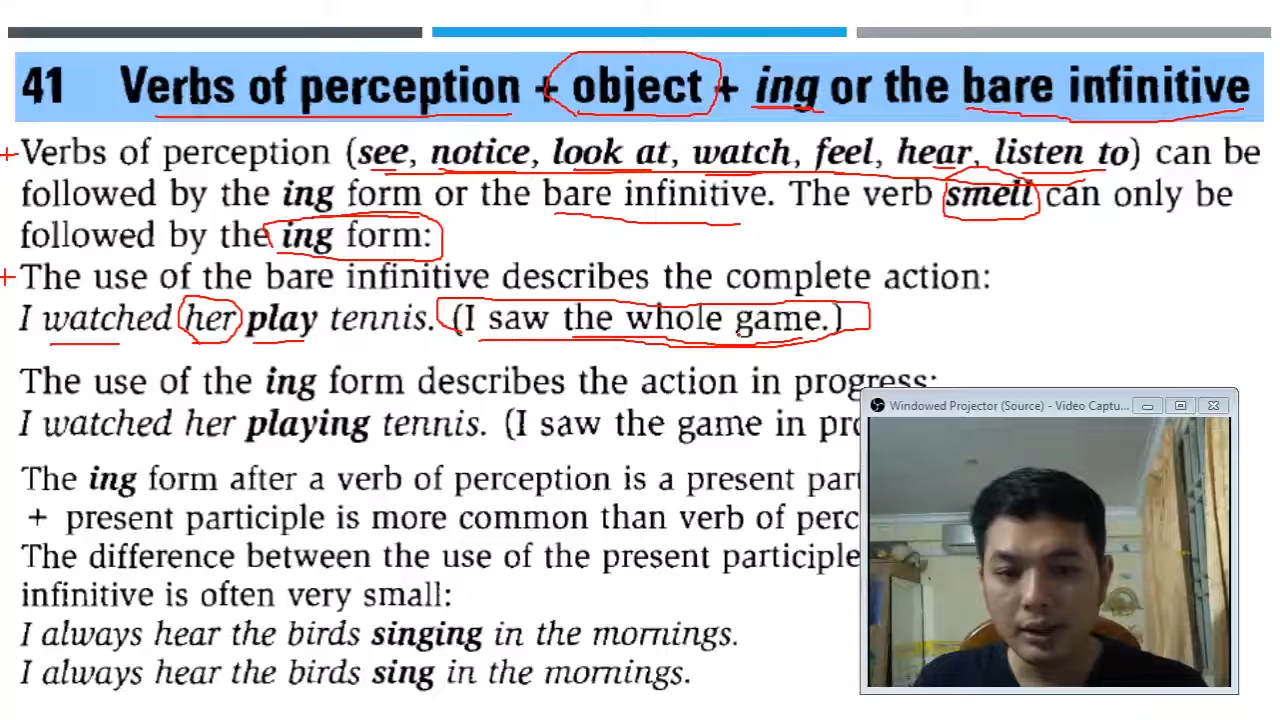 41 Verbs of perception + object + ing or the bare infinitive
Verbs of perception (see, notice, look at, watch, feel, hear, listen to) can be
followed by the ing form or the bare infinitive. The verb smell can only be
followed by the ing form:
The use of the bare infinitive describes the complete action:
I watched her play tennis. (I saw the whole game.)
The use of the ing form describes the action in progress:
I watched her playing tennis. (I saw the game in
The ing form after a verb of perception is a present
+ present participle is more common than verb of
The difference between the use of the present participle
infinitive is often very small:
I always hear the birds singing in the mornings.
I always hear the birds sing in the mornings.
Windowed Projector (Source) - Video Captu...